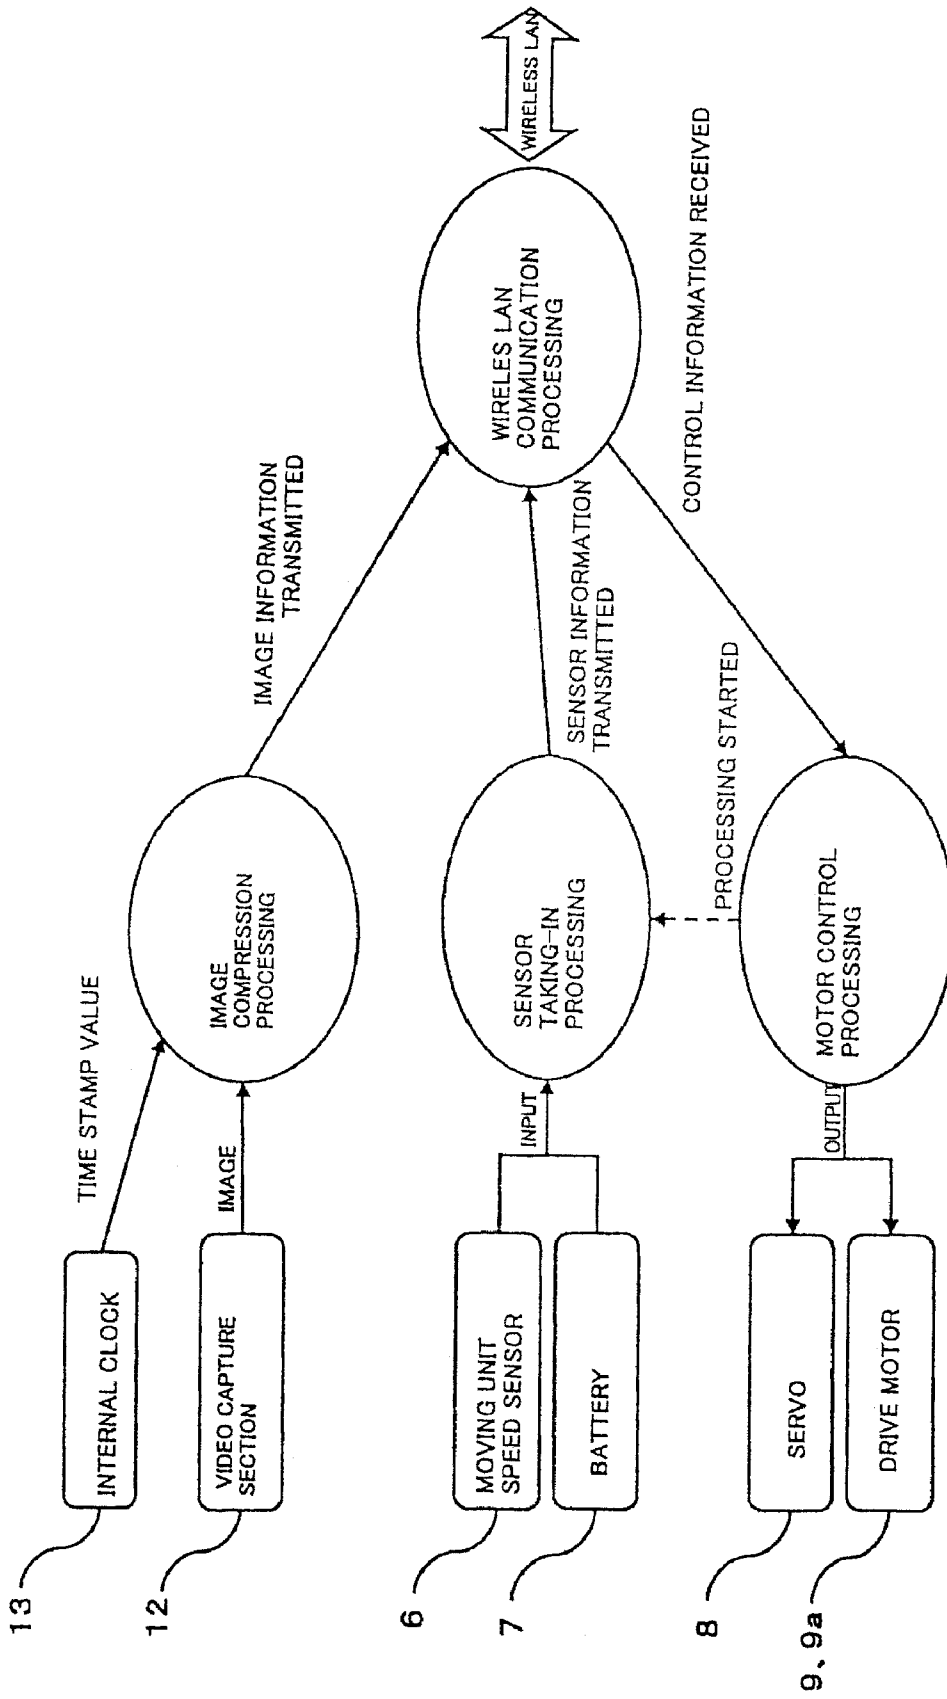 13
INTERNAL CLOCK
TIME STAMP VALUE
12
VIDEO CAPTURE
SECTION
IMAGE
IMAGE
COMPRESSION
PROCESSING
IMAGE INFORMATION
TRANSMITTED
6
MOVING UNIT
SPEED SENSOR
7
BATTERY
INPUT
SENSOR
TAKING-IN
PROCESSING
SENSOR INFORMATION
TRANSMITTED
WIRELES LAN
COMMUNICATION
PROCESSING
WIRELESS LAN
8
SERVO
9、9a
DRIVE MOTOR
OUTPUT
MOTOR CONTROL
PROCESSING
PROCESSING STARTED
CONTROL INFORMATION RECEIVED